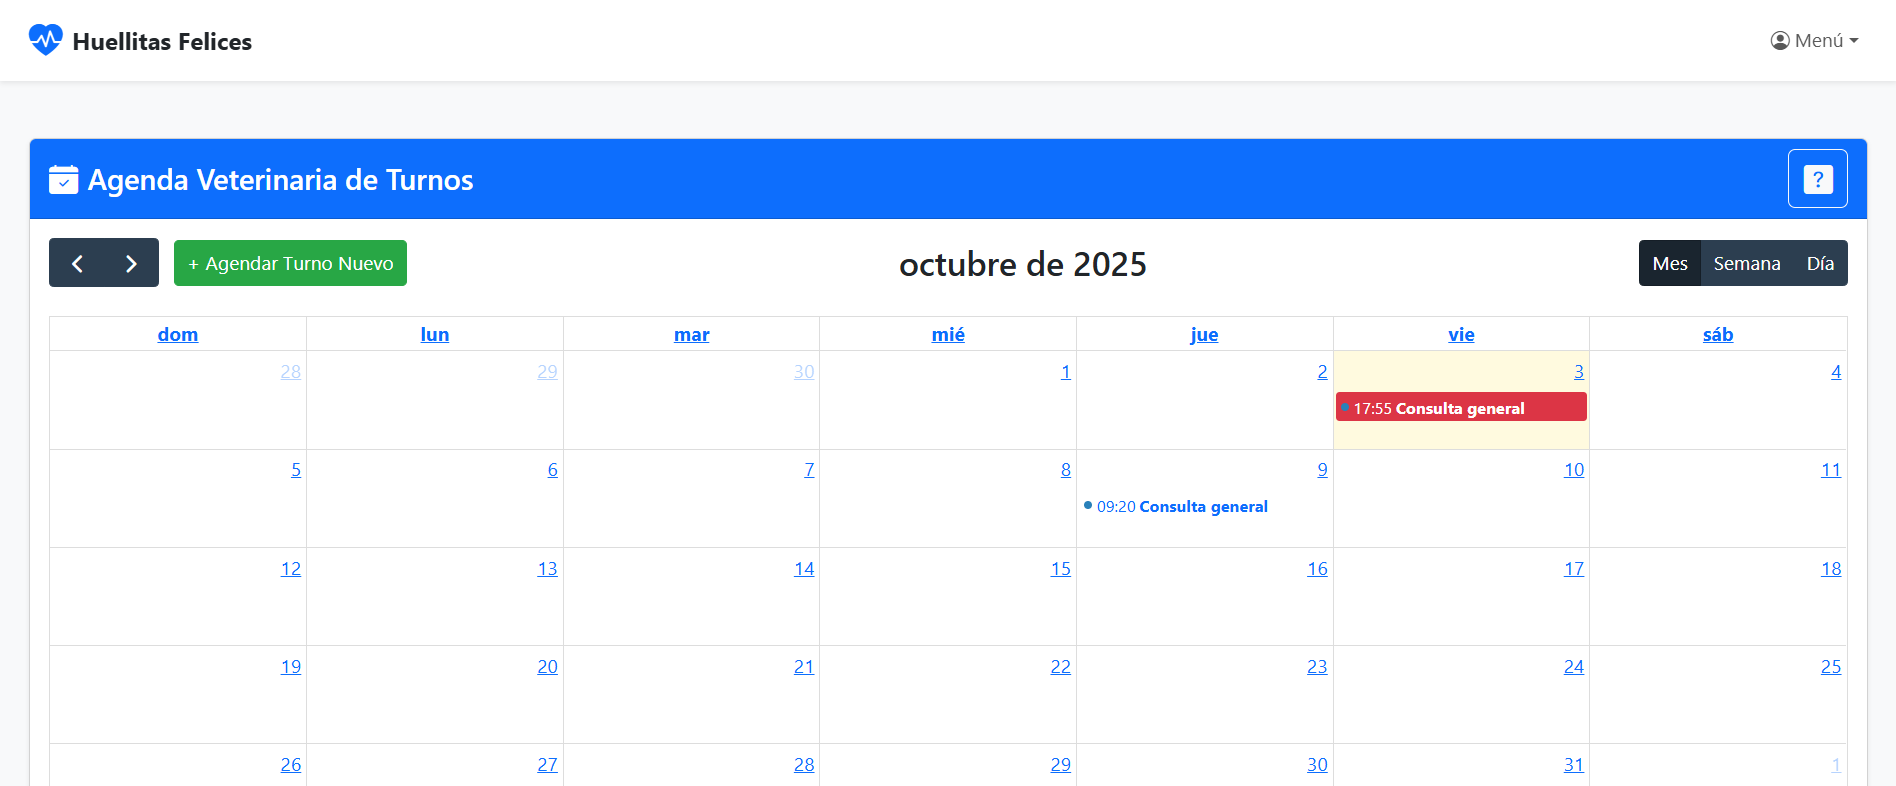 Huellitas Felices
Menú
Agenda Veterinaria de Turnos
?
+ Agendar Turno Nuevo
octubre de 2025
Mes Semana Día
dom lun mar mié jue vie sáb
28 29 30 1 2 3 4
17:55 Consulta general
5 6 7 8 9 10 11
09:20 Consulta general
12 13 14 15 16 17 18
19 20 21 22 23 24 25
26 27 28 29 30 31 1